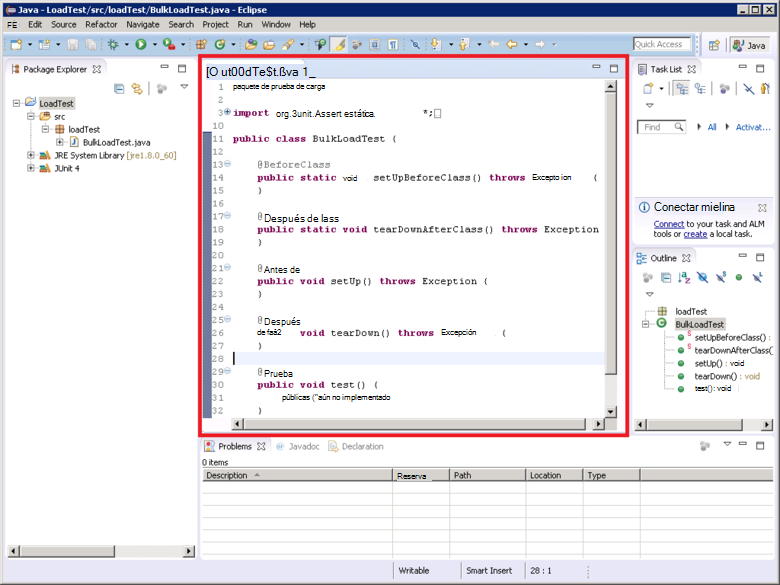 Java - LoadTest/src/loadTest/BulkLoadTest.java - Eclipse
FE Edit Source Refactor Navigate Search Project Run Window Help
Quick Access Java
Package Explorer
LoadTest
src
loadTest
BulkLoadTest.java
JRE System Library [jre1.8.0_60]
JUnit 4
[O ut00dTe$t.ßva 1_
1 paquete de prueba de carga
2
3 import org.3unit.Assert estática. *;
10
11 public class BulkLoadTest {
12
13 @BeforeClass
14 public static void setUpBeforeClass() throws Excepto ion {
15 }
16
17 @Después de lass
18 public static void tearDownAfterClass() throws Exception
19 }
20
21 @Antes de
22 public void setUp() throws Exception {
23 }
24
25 @Después
26 de faä2 void tearDown() throws Excepción {
27 }
28
29 @Prueba
30 public void test() {
31 públicas ("aún no implementado
32 }
Task List
Find All Activat...
Conectar mielina
Connect to your task and ALM
tools or create a local task.
Outline
loadTest
BulkLoadTest
setUpBeforeClass() :
tearDownAfterClass(
setUp() : void
tearDown() : void
test(): void
Problems Javadoc Declaration
0 items
Description Reserva Path Location Type
Writable Smart Insert 28 : 1